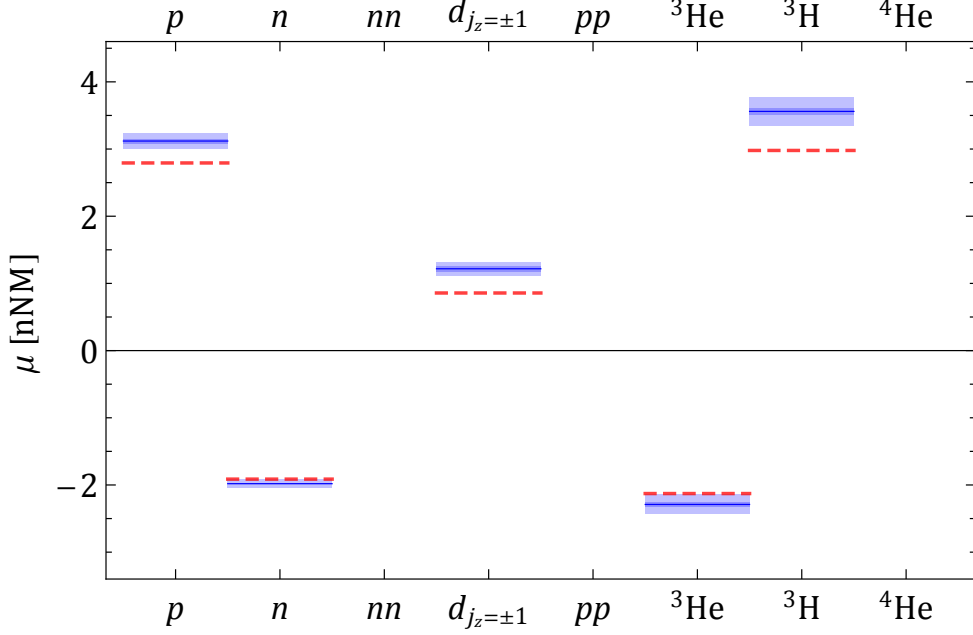 p n nn d_{j_z=±1} pp ³He ³H ⁴He
4
2
μ [nNM]
0
−2
p n nn d_{j_z=±1} pp ³He ³H ⁴He